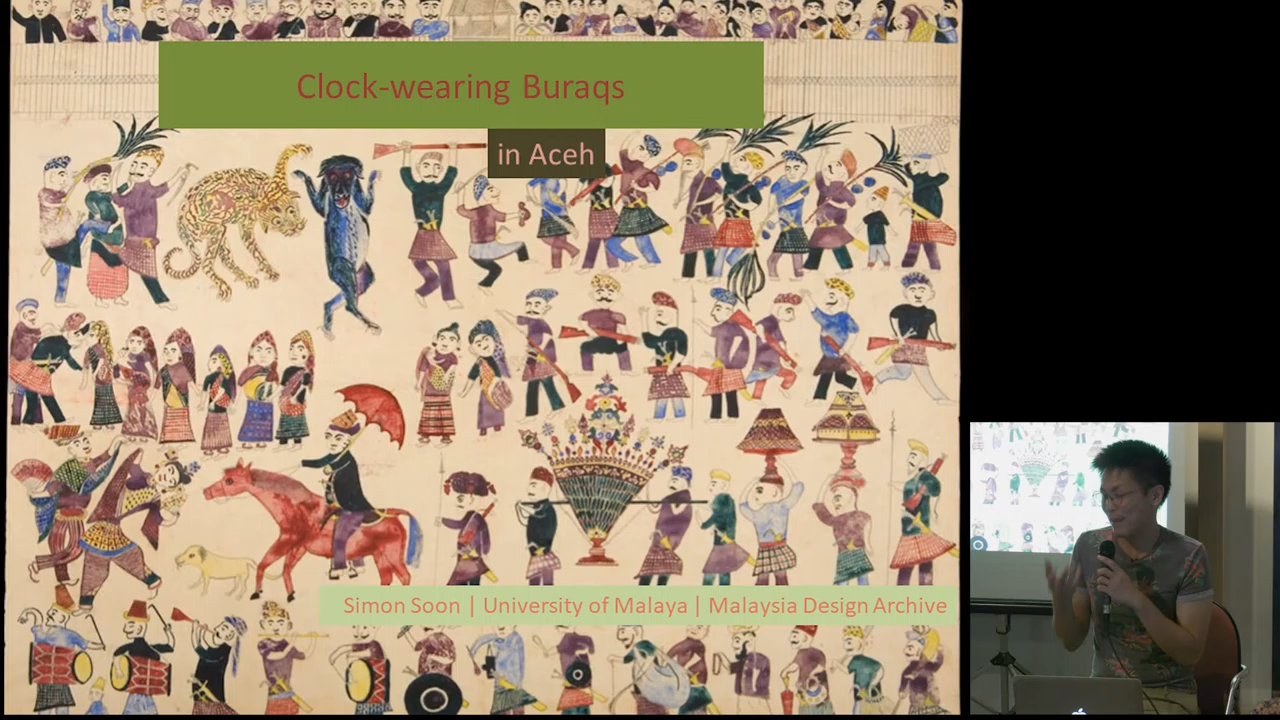 Clock-wearing Buraqs
in Aceh
Simon Soon | University of Malaya | Malaysia Design Archive